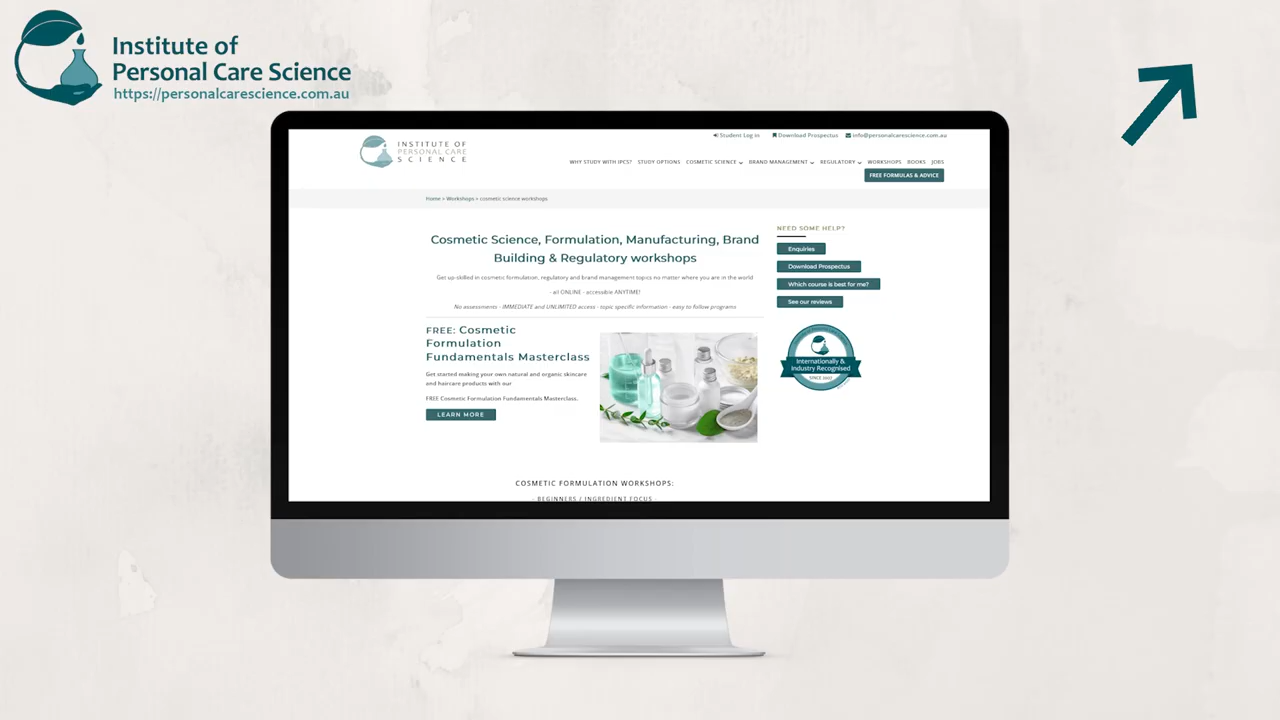 Institute of
Personal Care Science
https://personalcarescience.com.au
Student Log in
Download Prospectus
info@personalcarescience.com.au
INSTITUTE OF
PERSONAL CARE
SCIENCE
WHY STUDY WITH IPCS?
STUDY OPTIONS
COSMETIC SCIENCE
BRAND MANAGEMENT
REGULATORY
WORKSHOPS
BOOKS
JOBS
FREE FORMULAS & ADVICE
Home > Workshops > cosmetic science workshops
Cosmetic Science, Formulation, Manufacturing, Brand
Building & Regulatory workshops
Get up-skilled in cosmetic formulation, regulatory and brand management topics no matter where you are in the world
- all ONLINE - accessible ANYTIME!
No assessments - IMMEDIATE and UNLIMITED access - topic specific information - easy to follow programs
FREE: Cosmetic
Formulation
Fundamentals Masterclass
Get started making your own natural and organic skincare
and haircare products with our
FREE Cosmetic Formulation Fundamentals Masterclass.
LEARN MORE
NEED SOME HELP?
Enquiries
Download Prospectus
Which course is best for me?
See our reviews
Internationally &
Industry Recognised
COSMETIC FORMULATION WORKSHOPS:
- BEGINNERS / INGREDIENT FOCUS -